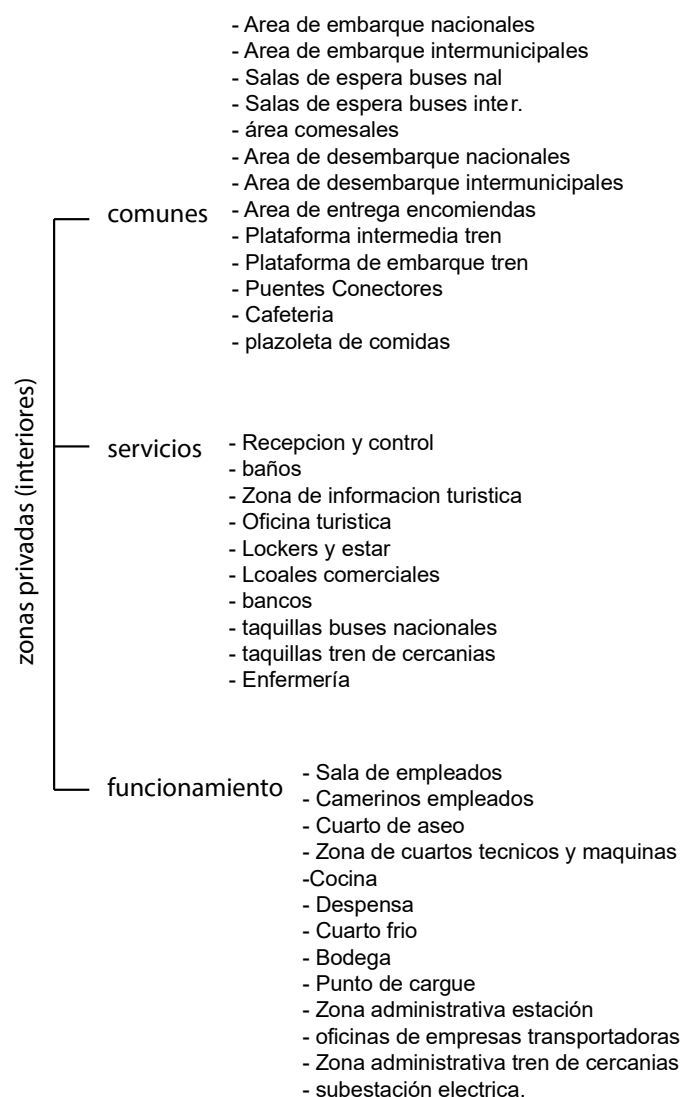 zonas privadas (interiores)
comunes
- Area de embarque nacionales
- Area de embarque intermunicipales
- Salas de espera buses nal
- Salas de espera buses inter.
- área comesales
- Area de desembarque nacionales
- Area de desembarque intermunicipales
- Area de entrega encomiendas
- Plataforma intermedia tren
- Plataforma de embarque tren
- Puentes Conectores
- Cafeteria
- plazoleta de comidas
servicios
- Recepcion y control
- baños
- Zona de informacion turistica
- Oficina turistica
- Lockers y estar
- Lcoales comerciales
- bancos
- taquillas buses nacionales
- taquillas tren de cercanias
- Enfermería
funcionamiento
- Sala de empleados
- Camerinos empleados
- Cuarto de aseo
- Zona de cuartos tecnicos y maquinas
-Cocina
- Despensa
- Cuarto frio
- Bodega
- Punto de cargue
- Zona administrativa estación
- oficinas de empresas transportadoras
- Zona administrativa tren de cercanias
- subestación electrica.